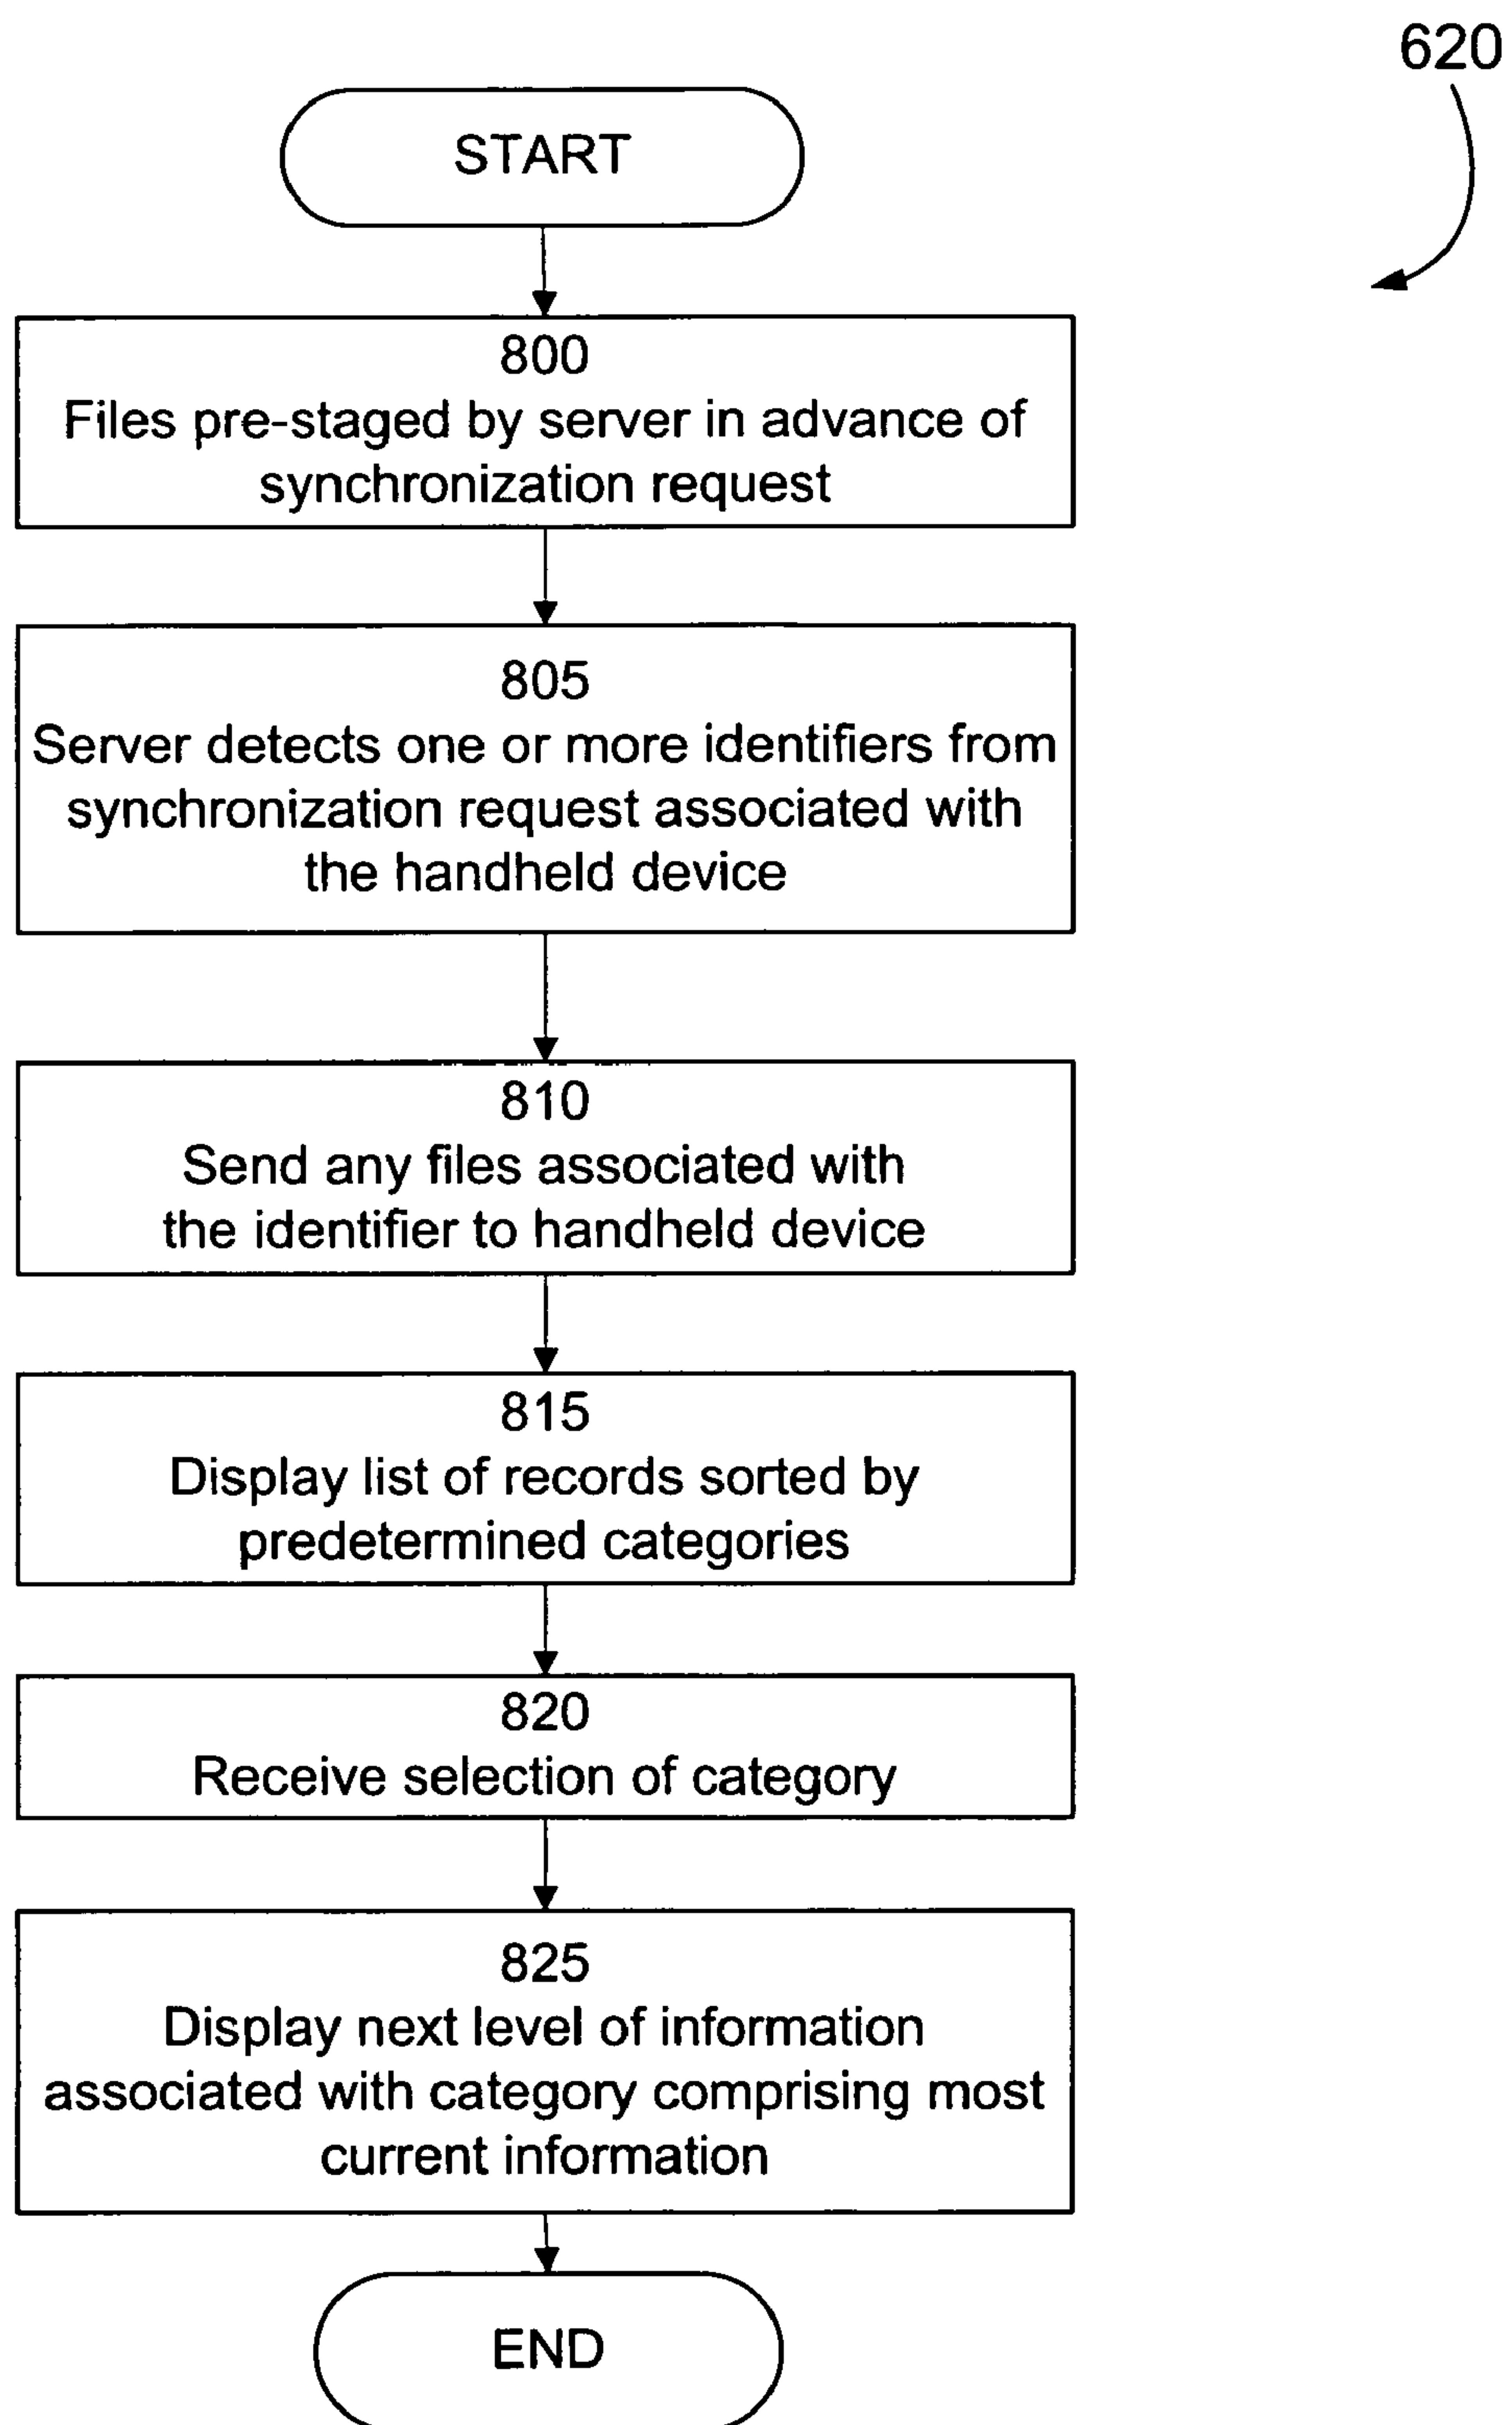 620
START
800
Files pre-staged by server in advance of
synchronization request
805
Server detects one or more identifiers from
synchronization request associated with
the handheld device
810
Send any files associated with
the identifier to handheld device
815
Display list of records sorted by
predetermined categories
820
Receive selection of category
825
Display next level of information
associated with category comprising most
current information
END